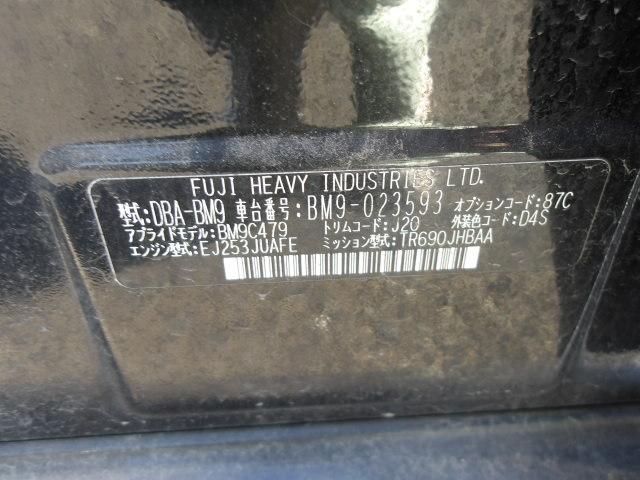 FUJI HEAVY INDUSTRIES LTD.
型式:DBA-BM9 車台番号:BM9-023593 オプションコード:87C
アプライドモデル:BM9C479 トリムコード:J20 外装色コード:D4S
エンジン型式:EJ253JUAFE ミッション型式:TR690JHBAA